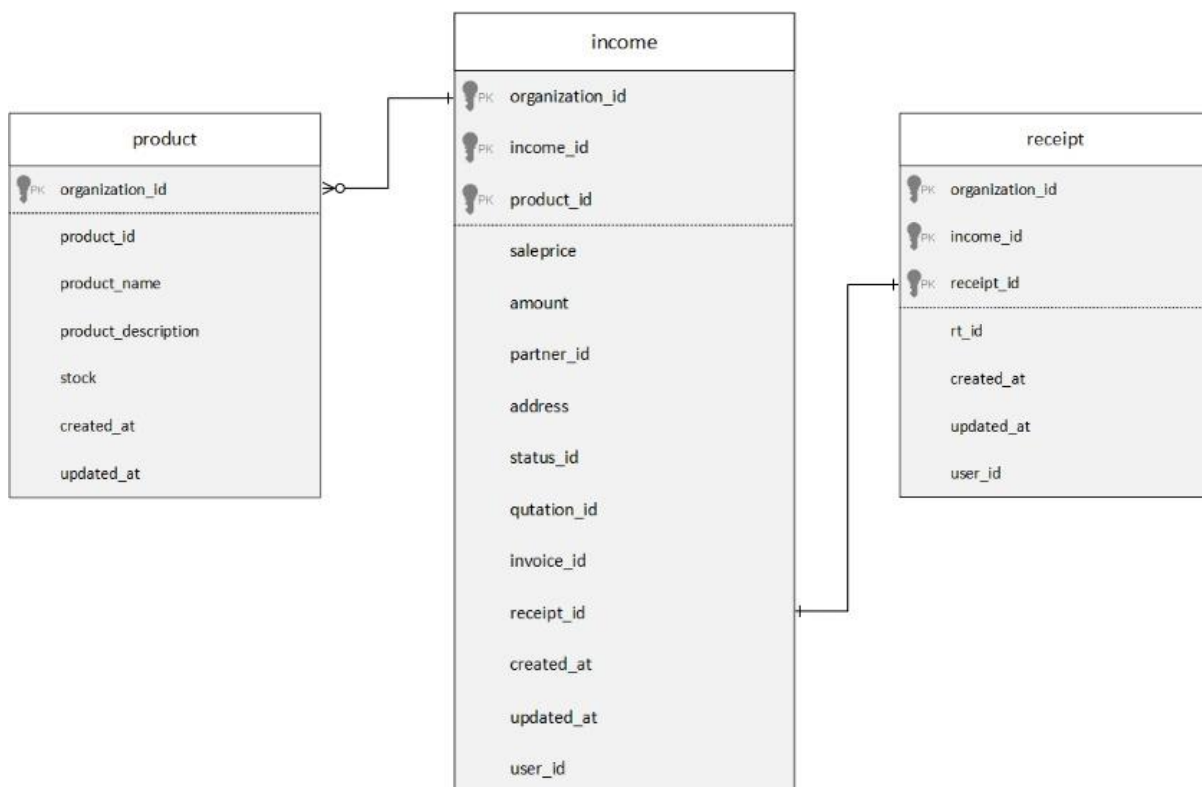 product
PK organization_id
product_id
product_name
product_description
stock
created_at
updated_at
income
PK organization_id
PK income_id
PK product_id
saleprice
amount
partner_id
address
status_id
qutation_id
invoice_id
receipt_id
created_at
updated_at
user_id
receipt
PK organization_id
PK income_id
PK receipt_id
rt_id
created_at
updated_at
user_id